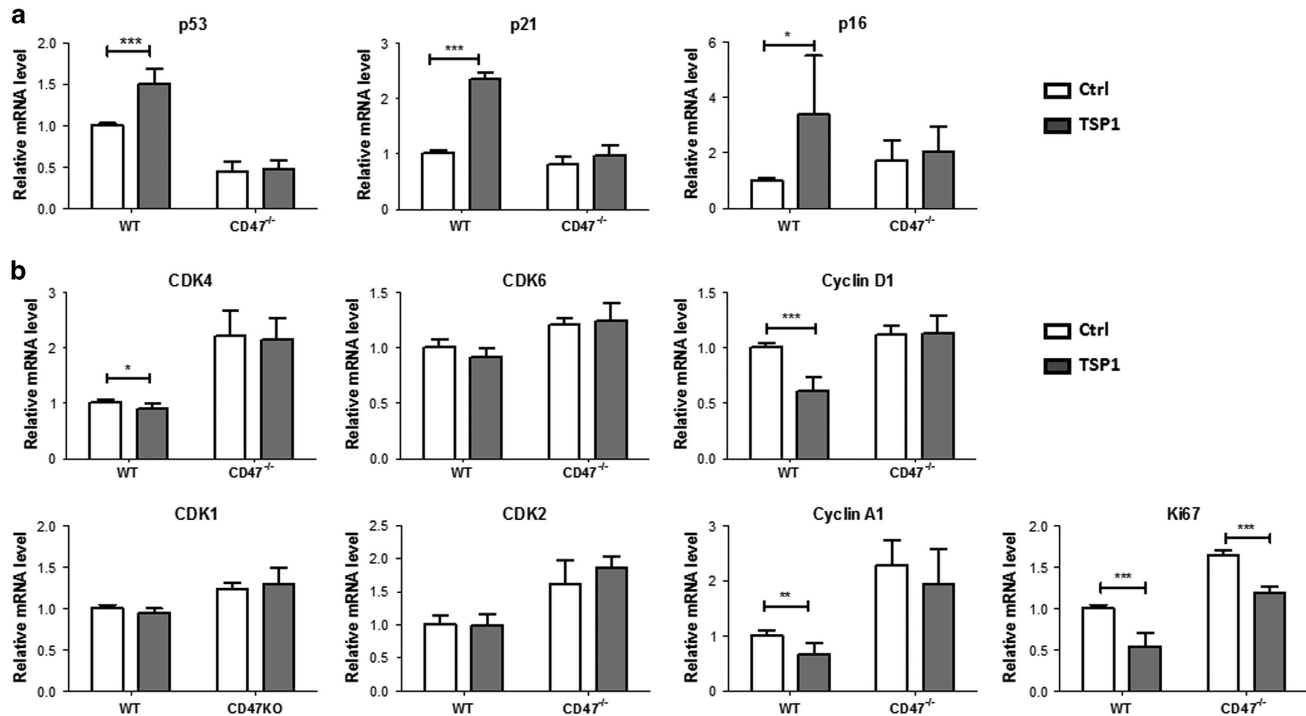 a
p53
Relative mRNA level
2.0
1.5
1.0
0.5
0.0
***
WT
CD47-/-
p21
Relative mRNA level
3
2
1
0
***
WT
CD47-/-
p16
Relative mRNA level
6
4
2
0
*
WT
CD47-/-
Ctrl
TSP1
b
CDK4
Relative mRNA level
3
2
1
0
*
WT
CD47-/-
CDK6
Relative mRNA level
1.5
1.0
0.5
0.0
WT
CD47-/-
Cyclin D1
Relative mRNA level
1.5
1.0
0.5
0.0
***
WT
CD47-/-
Ctrl
TSP1
CDK1
Relative mRNA level
2.0
1.5
1.0
0.5
0.0
WT
CD47KO
CDK2
Relative mRNA level
2.5
2.0
1.5
1.0
0.5
0.0
WT
CD47-/-
Cyclin A1
Relative mRNA level
3
2
1
0
**
WT
CD47-/-
Ki67
Relative mRNA level
2.0
1.5
1.0
0.5
0.0
***
***
WT
CD47-/-